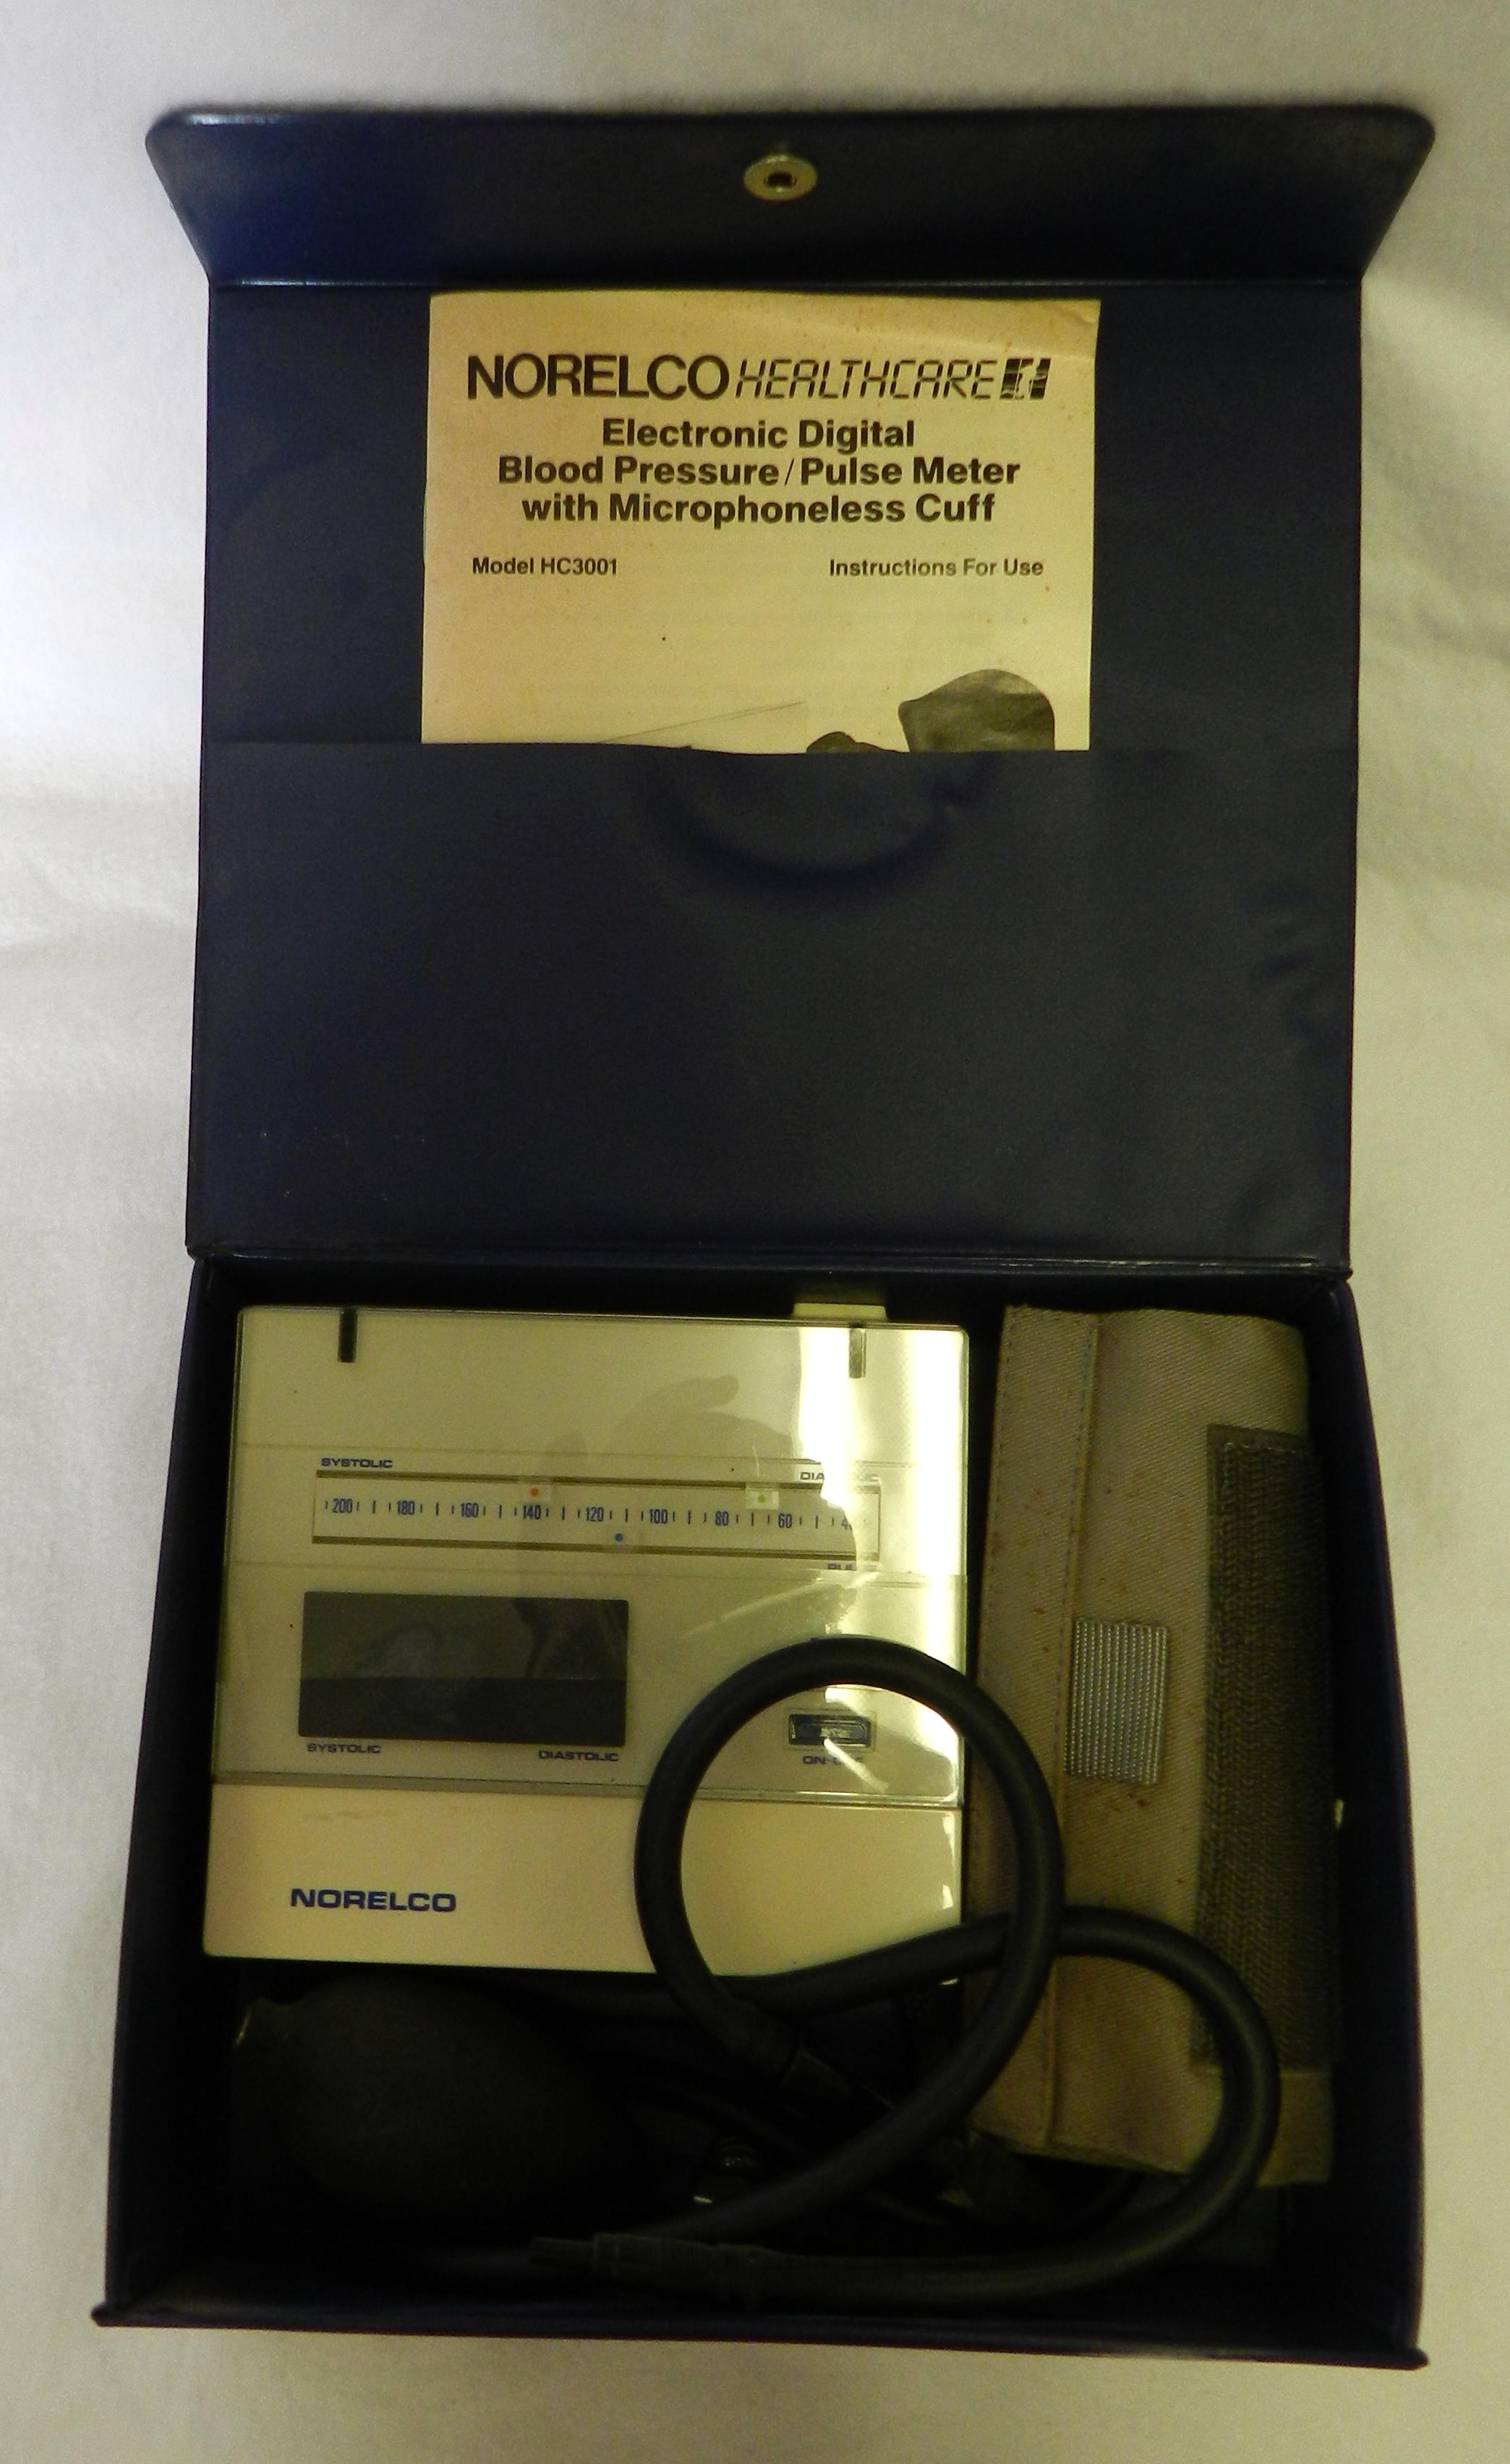 NORELCO HEALTHCARE
Electronic Digital
Blood Pressure/Pulse Meter
with Microphoneless Cuff
Model HC3001 Instructions For Use
SYSTOLIC
200 180 160 140 120 100 80 60
SYSTOLIC DIASTOLIC
NORELCO